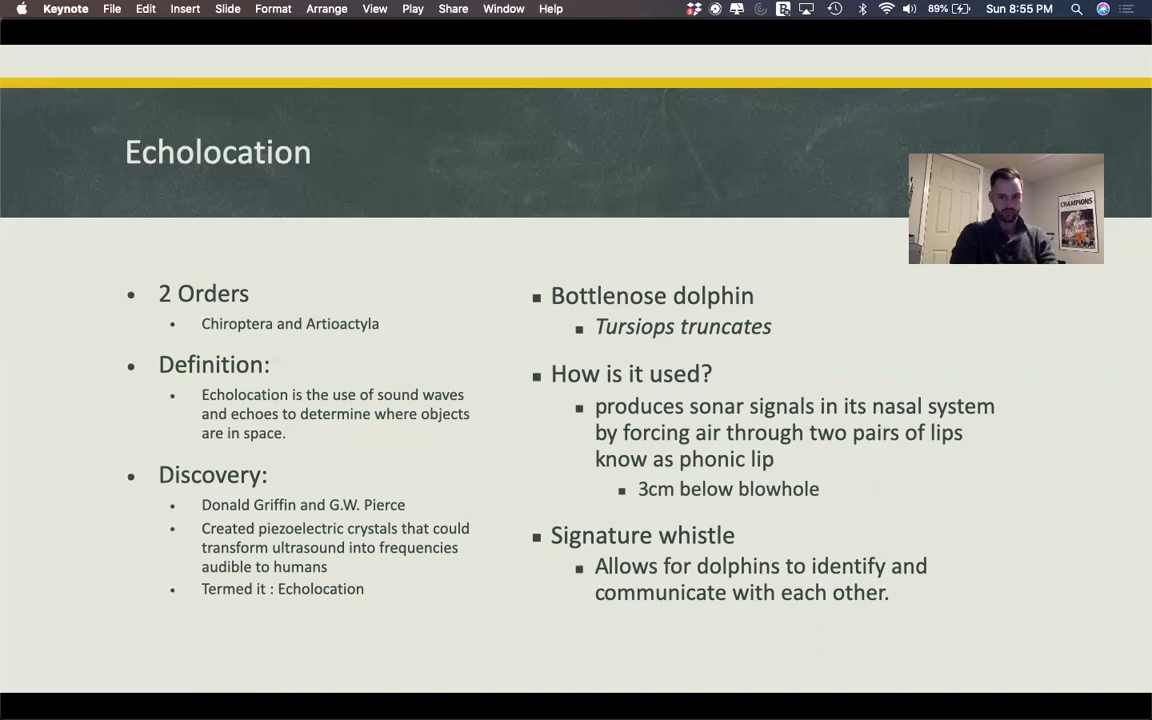 Keynote File Edit Insert Slide Format Arrange View Play Share Window Help 89% Sun 8:55 PM
Echolocation
CHAMPIONS
2 Orders
Chiroptera and Artioactyla
Definition:
Echolocation is the use of sound waves
and echoes to determine where objects
are in space.
Discovery:
Donald Griffin and G.W. Pierce
Created piezoelectric crystals that could
transform ultrasound into frequencies
audible to humans
Termed it : Echolocation
Bottlenose dolphin
Tursiops truncates
How is it used?
produces sonar signals in its nasal system
by forcing air through two pairs of lips
know as phonic lip
3cm below blowhole
Signature whistle
Allows for dolphins to identify and
communicate with each other.